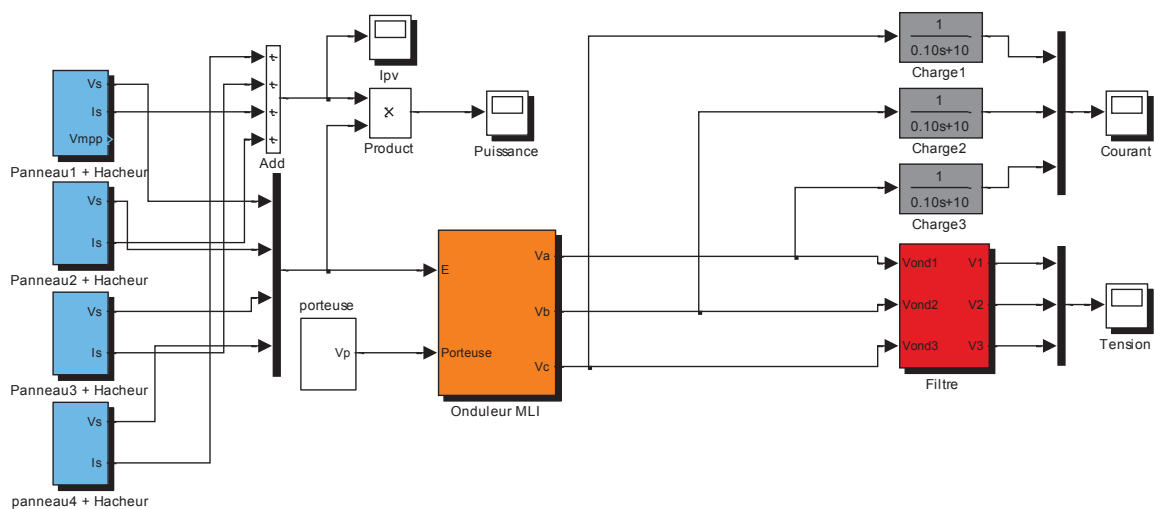 Vs
Is
Vmpp
Panneau1 + Hacheur
Vs
Is
Panneau2 + Hacheur
Vs
Is
Panneau3 + Hacheur
Vs
Is
panneau4 + Hacheur
+
+
+
+
Add
Ipv
x
Product
Puissance
porteuse
Vp
E
Porteuse
Va
Vb
Vc
Onduleur MLI
1
0.10s+10
Charge1
1
0.10s+10
Charge2
1
0.10s+10
Charge3
Courant
Vond1
Vond2
Vond3
V1
V2
V3
Filtre
Tension